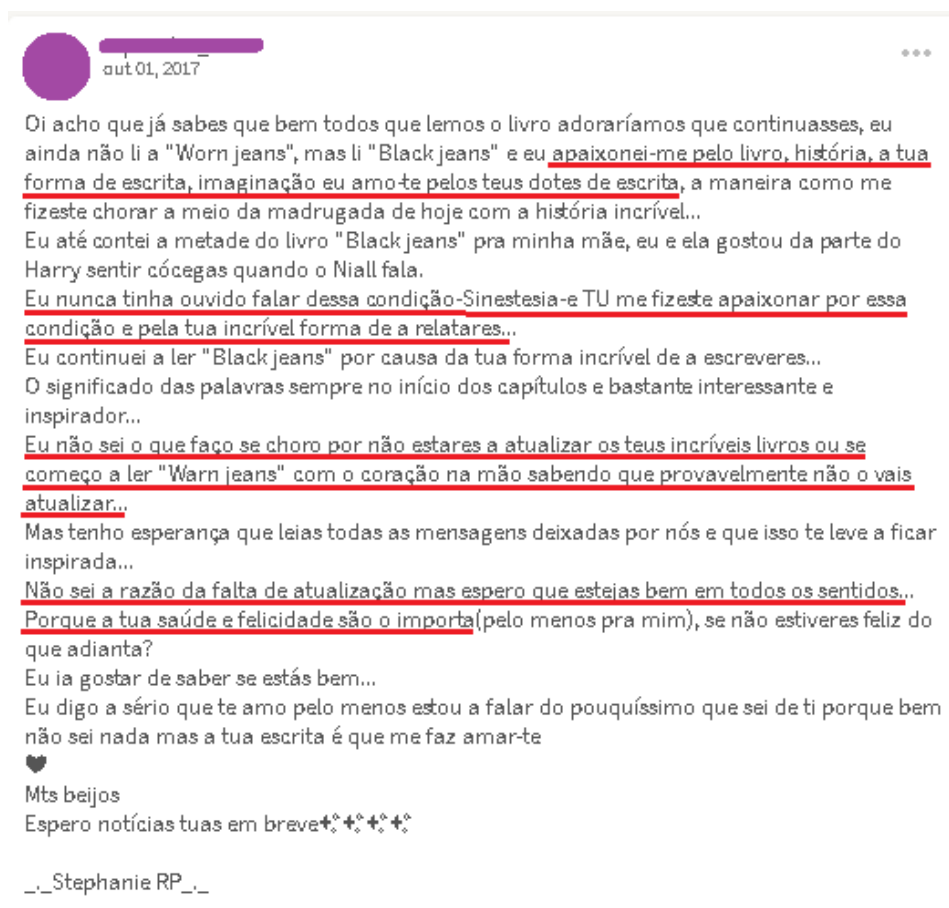 out 01, 2017
Oi acho que já sabes que bem todos que lemos o livro adoraríamos que continuasses, eu
ainda não li a "Worn jeans", mas li "Black jeans" e eu apaixonei-me pelo livro, história, a tua
forma de escrita, imaginação eu amo-te pelos teus dotes de escrita, a maneira como me
fizeste chorar a meio da madrugada de hoje com a história incrível...
Eu até contei a metade do livro "Black jeans" pra minha mãe, eu e ela gostou da parte do
Harry sentir cócegas quando o Niall fala.
Eu nunca tinha ouvido falar dessa condição-Sinestesia-e TU me fizeste apaixonar por essa
condição e pela tua incrível forma de a relatares...
Eu continuei a ler "Black jeans" por causa da tua forma incrível de a escreveres...
O significado das palavras sempre no início dos capítulos e bastante interessante e
inspirador...
Eu não sei o que faço se choro por não estares a atualizar os teus incríveis livros ou se
começo a ler "Warn jeans" com o coração na mão sabendo que provavelmente não o vais
atualizar...
Mas tenho esperança que leias todas as mensagens deixadas por nós e que isso te leve a ficar
inspirada...
Não sei a razão da falta de atualização mas espero que estejas bem em todos os sentidos...
Porque a tua saúde e felicidade são o importa(pelo menos pra mim), se não estiveres feliz do
que adianta?
Eu ia gostar de saber se estás bem...
Eu digo a sério que te amo pelo menos estou a falar do pouquíssimo que sei de ti porque bem
não sei nada mas a tua escrita é que me faz amar-te
♥
Mts beijos
Espero notícias tuas em breve
_._Stephanie RP_._